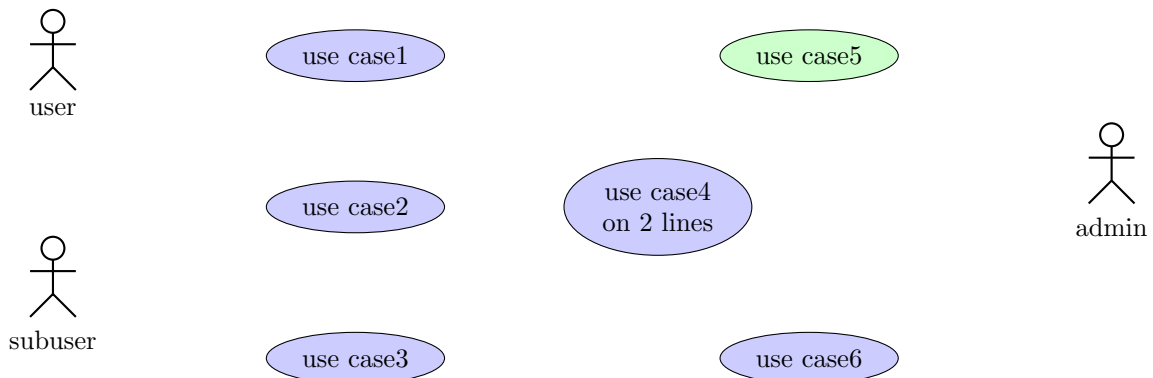 use case1
use case5
user
use case2
use case4
on 2 lines
admin
subuser
use case3
use case6